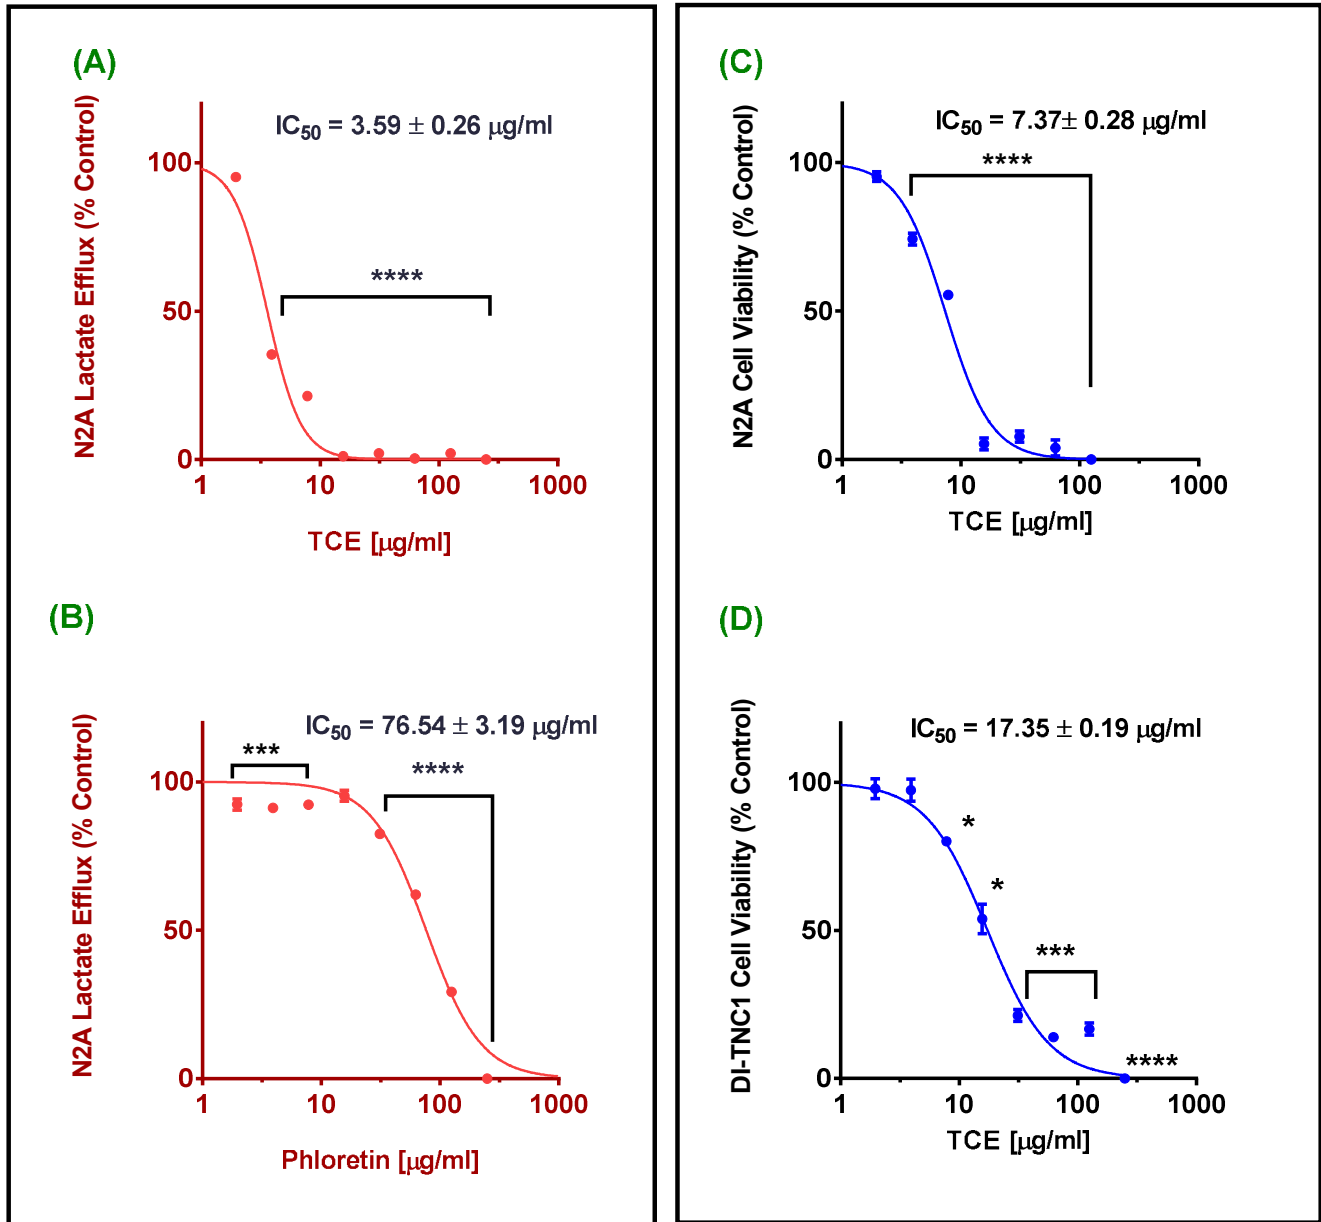 (A)
IC50 = 3.59 ± 0.26 μg/ml
N2A Lactate Efflux (% Control)
100
50
0
****
1 10 100 1000
TCE [μg/ml]
(B)
IC50 = 76.54 ± 3.19 μg/ml
N2A Lactate Efflux (% Control)
***
****
100
50
0
1 10 100 1000
Phloretin [μg/ml]
(C)
IC50 = 7.37± 0.28 μg/ml
N2A Cell Viability (% Control)
****
100
50
0
1 10 100 1000
TCE [μg/ml]
(D)
IC50 = 17.35 ± 0.19 μg/ml
DI-TNC1 Cell Viability (% Control)
100
50
0
*
*
***
****
1 10 100 1000
TCE [μg/ml]